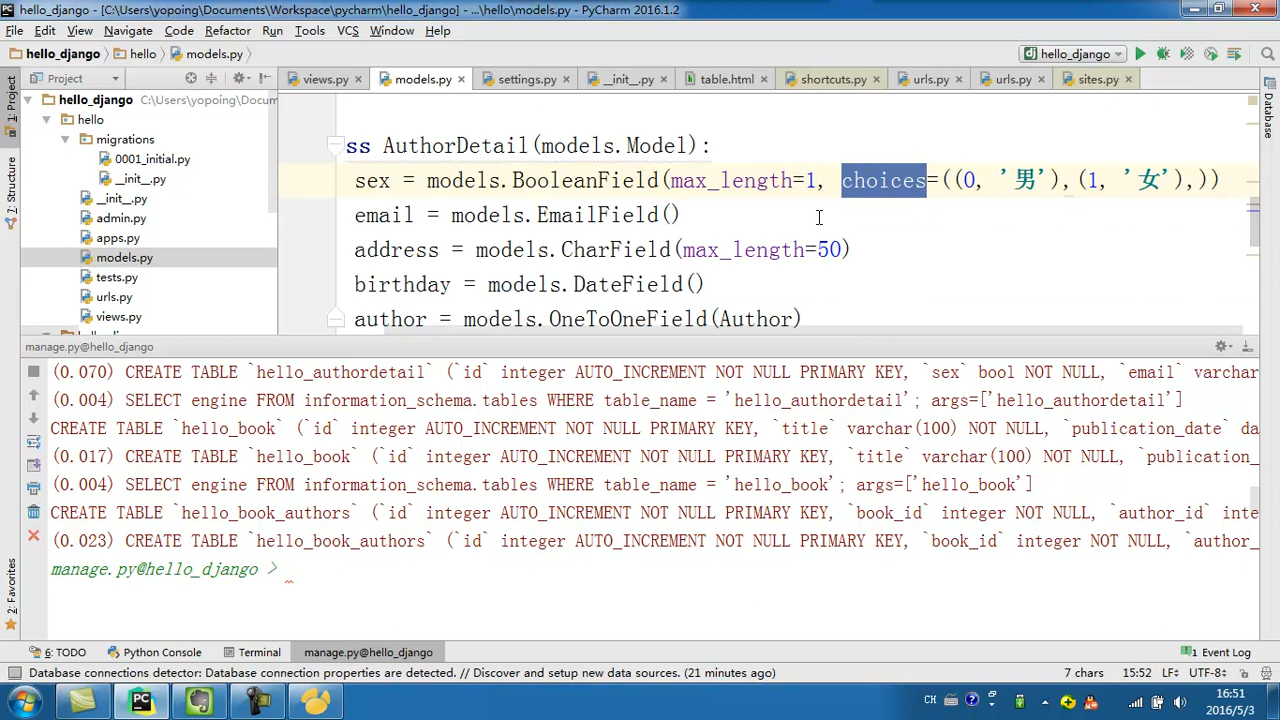 hello_django - [C:\Users\yopoing\Documents\Workspace\pycharm\hello_django] - ...\hello\models.py - PyCharm 2016.1.2
File Edit View Navigate Code Refactor Run Tools VCS Window Help
hello_django hello models.py hello_django
Project views.py models.py settings.py __init__.py table.html shortcuts.py urls.py urls.py sites.py
1: Project
7: Structure
2: Favorites
Database
hello_django C:\Users\yopoing\Docum
hello
migrations
0001_initial.py
__init__.py
__init__.py
admin.py
apps.py
models.py
tests.py
urls.py
views.py
ss AuthorDetail(models.Model):
sex = models.BooleanField(max_length=1, choices=((0, '男'),(1, '女'),))
email = models.EmailField()
address = models.CharField(max_length=50)
birthday = models.DateField()
author = models.OneToOneField(Author)
manage.py@hello_django
(0.070) CREATE TABLE `hello_authordetail` (`id` integer AUTO_INCREMENT NOT NULL PRIMARY KEY, `sex` bool NOT NULL, `email` varchar
(0.004) SELECT engine FROM information_schema.tables WHERE table_name = 'hello_authordetail'; args=['hello_authordetail']
CREATE TABLE `hello_book` (`id` integer AUTO_INCREMENT NOT NULL PRIMARY KEY, `title` varchar(100) NOT NULL, `publication_date` da
(0.017) CREATE TABLE `hello_book` (`id` integer AUTO_INCREMENT NOT NULL PRIMARY KEY, `title` varchar(100) NOT NULL, `publication_
(0.004) SELECT engine FROM information_schema.tables WHERE table_name = 'hello_book'; args=['hello_book']
CREATE TABLE `hello_book_authors` (`id` integer AUTO_INCREMENT NOT NULL PRIMARY KEY, `book_id` integer NOT NULL, `author_id` inte
(0.023) CREATE TABLE `hello_book_authors` (`id` integer AUTO_INCREMENT NOT NULL PRIMARY KEY, `book_id` integer NOT NULL, `author_
manage.py@hello_django >
6: TODO Python Console Terminal manage.py@hello_django 1 Event Log
Database connections detector: Database connection properties are detected. // Discover and setup new data sources. (21 minutes ago) 7 chars 15:52 LF÷ UTF-8÷
CH 16:51
2016/5/3